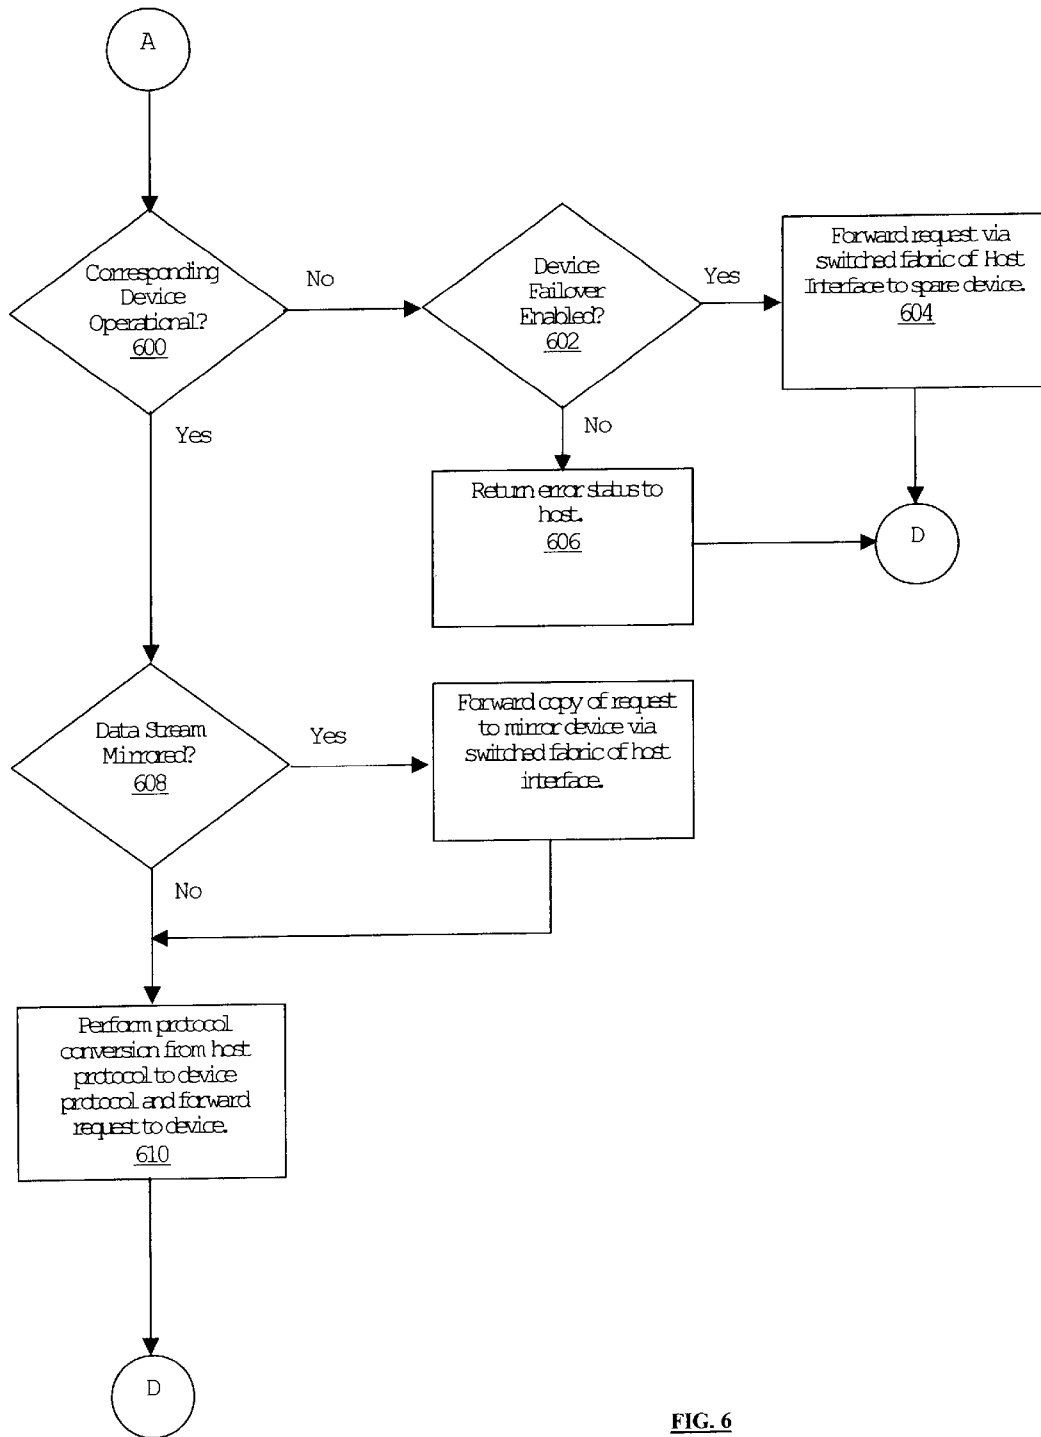 A
Corresponding
Device
Operational?
600
No
Device
Failover
Enabled?
602
Yes
Forward request via
switched fabric of Host
Interface to spare device.
604
Yes
No
Return error status to
host.
606
D
Data Stream
Mirrored?
608
Yes
Forward copy of request
to mirror device via
switched fabric of host
interface.
No
Perform protocol
conversion from host
protocol to device
protocol and forward
request to device.
610
D
FIG. 6